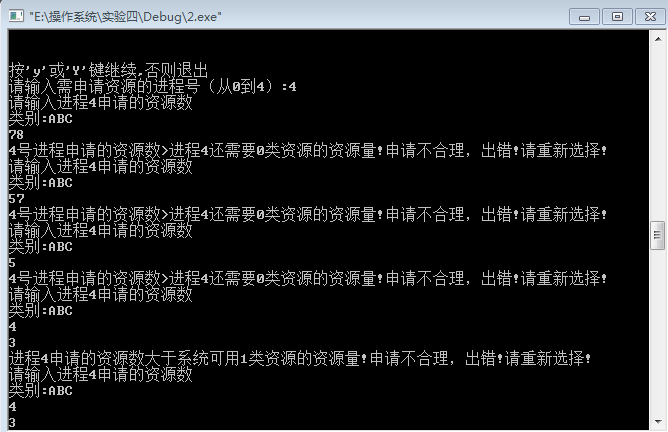 "E:\操作系统\实验四\Debug\2.exe"
按'y'或'Y'键继续,否则退出
请输入需申请资源的进程号（从0到4）:4
请输入进程4申请的资源数
类别:ABC
78
4号进程申请的资源数>进程4还需要0类资源的资源量!申请不合理，出错!请重新选择!
请输入进程4申请的资源数
类别:ABC
57
4号进程申请的资源数>进程4还需要0类资源的资源量!申请不合理，出错!请重新选择!
请输入进程4申请的资源数
类别:ABC
5
4号进程申请的资源数>进程4还需要0类资源的资源量!申请不合理，出错!请重新选择!
请输入进程4申请的资源数
类别:ABC
4
3
进程4申请的资源数大于系统可用1类资源的资源量!申请不合理，出错!请重新选择!
请输入进程4申请的资源数
类别:ABC
4
3